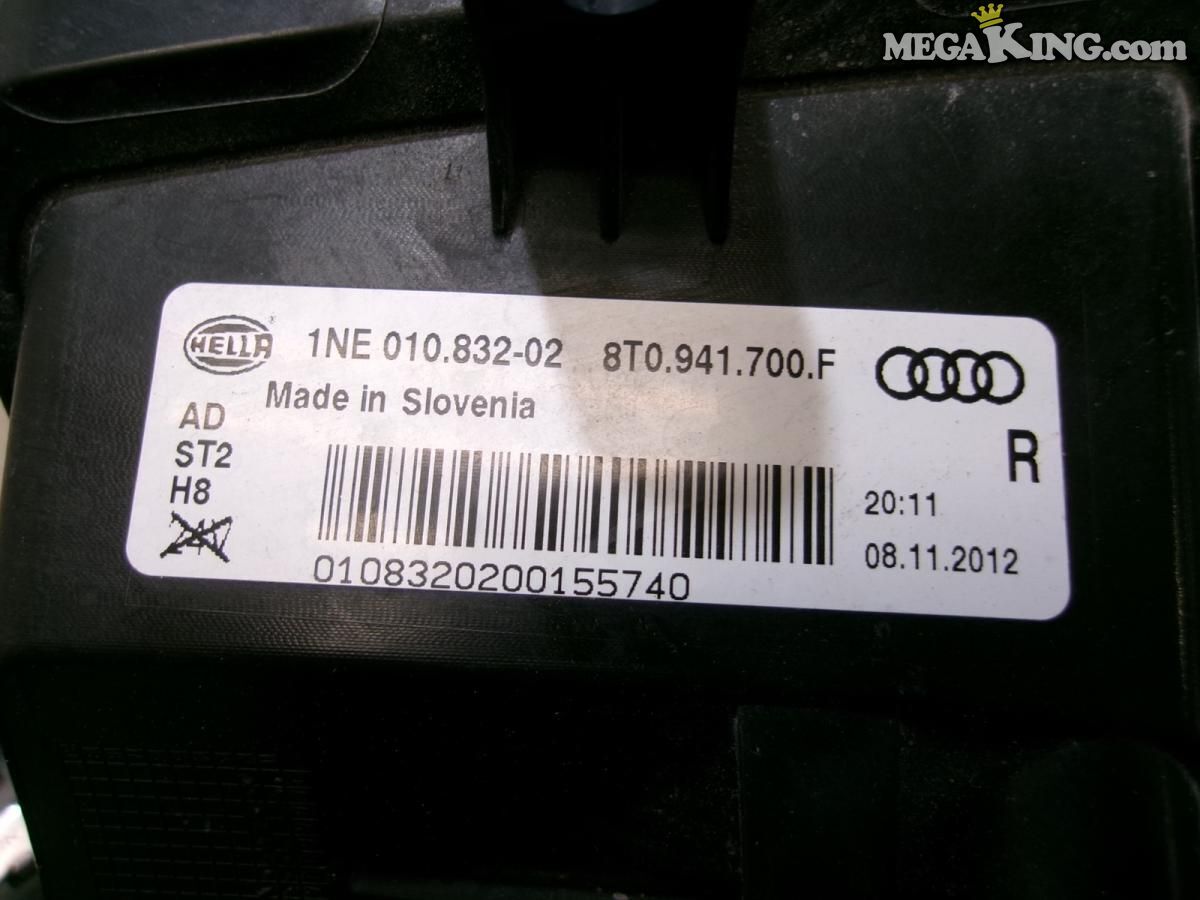 MEGAKING.com
HELLA ® 1NE 010.832-02 8T0.941.700.F
Made in Slovenia
AD
ST2
R
H8
20:11
08.11.2012
0108320200155740